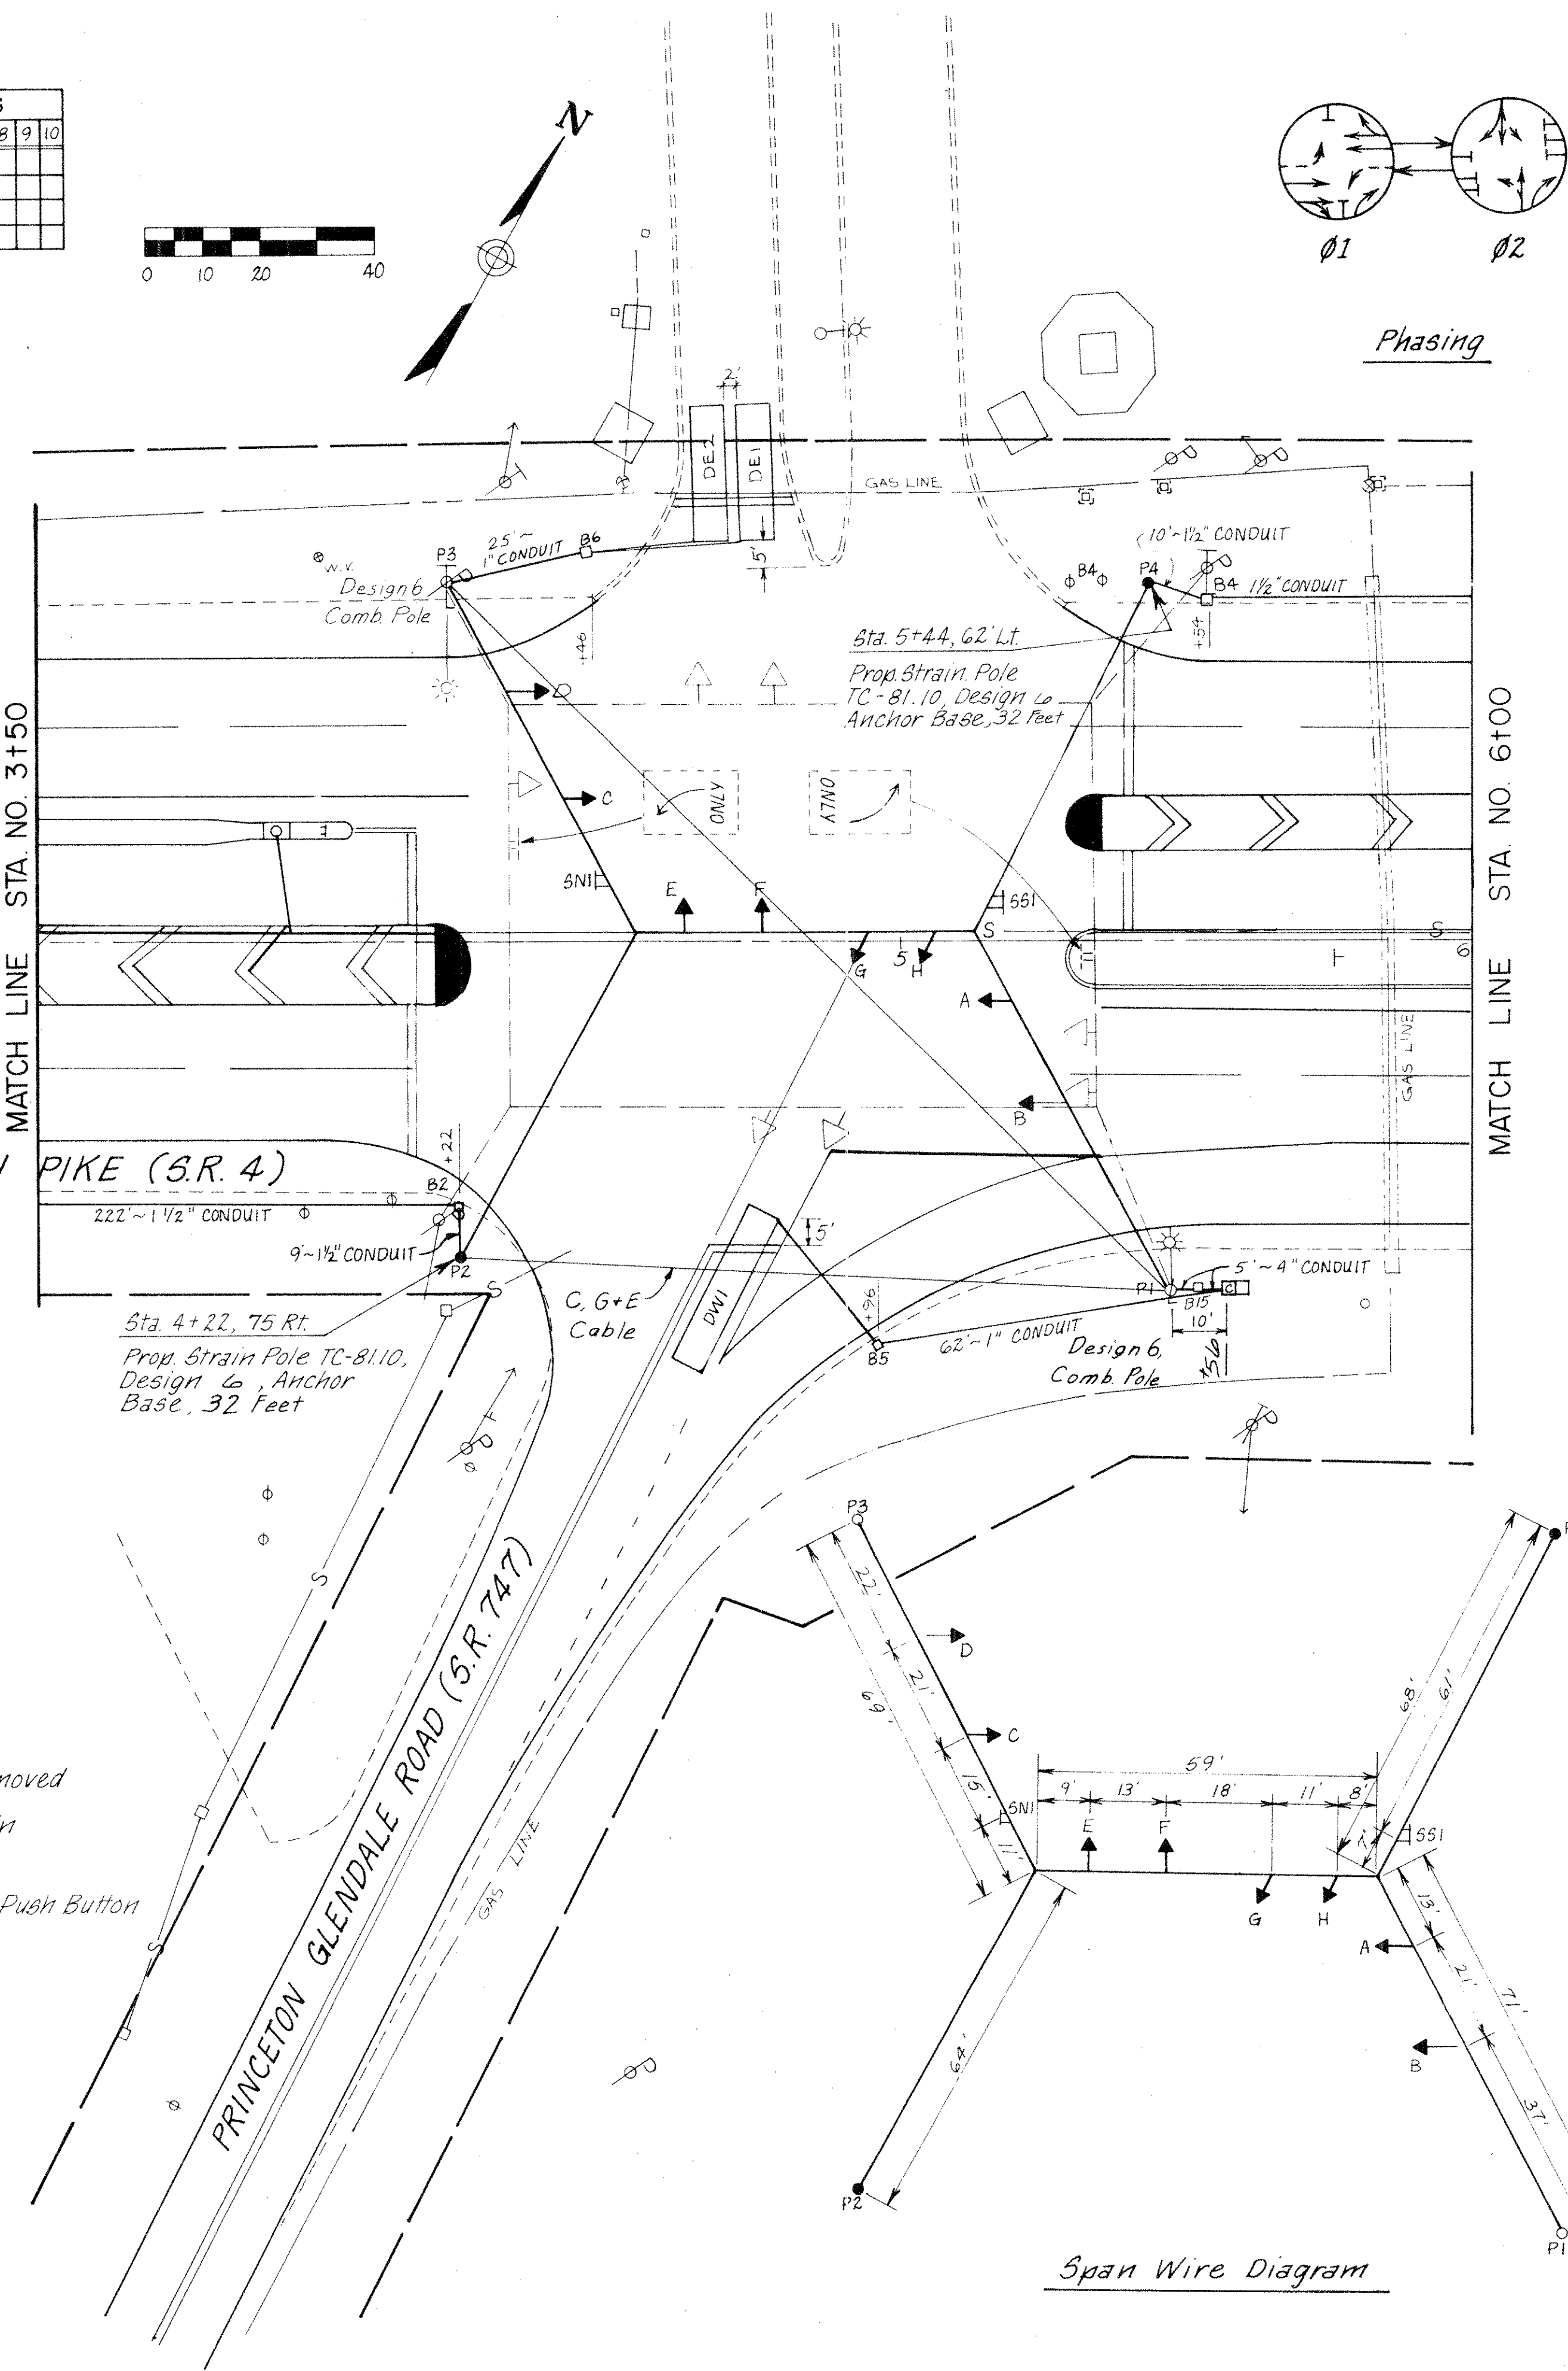 S
8 9 10
N
0 10 20 40
Ø1 Ø2
Phasing
2'
DE2
DE1
GAS LINE
5'
P3
25'~
1" CONDUIT
B6
W.V.
Design 6
Comb. Pole
+46
10'~1½" CONDUIT
B4
P4
B4
1½" CONDUIT
+54
Sta. 5+44, 62' Lt.
Prop. Strain Pole
TC-81.10, Design 6
Anchor Base, 32 Feet
MATCH LINE STA. NO. 3+50
MATCH LINE STA. NO. 6+00
D
C
ONLY
ONLY
SN1
E
F
SS1
S
S
G
5
H
6
A
B
GAS LINE
PIKE (S.R. 4)
+22
B2
222'~1 1/2" CONDUIT
9'~1½" CONDUIT
P2
S
Sta. 4+22, 75 Rt.
Prop. Strain Pole TC-81.10,
Design 6, Anchor
Base, 32 Feet
C, G+E
Cable
DW1
5'
+96
B5
62'~1" CONDUIT
P1
B15
C
5'~4" CONDUIT
10'
+56
Design 6,
Comb. Pole
S
S
PRINCETON GLENDALE ROAD (S.R. 747)
GAS LINE
moved
in
Push Button
P3
22'
D
21'
69'
C
15'
SN1
11'
59'
9' 13' 18' 11' 8'
E
F
G
H
68'
61'
7'
SS1
13'
A
21'
71'
B
37'
64'
P2
P1
Span Wire Diagram